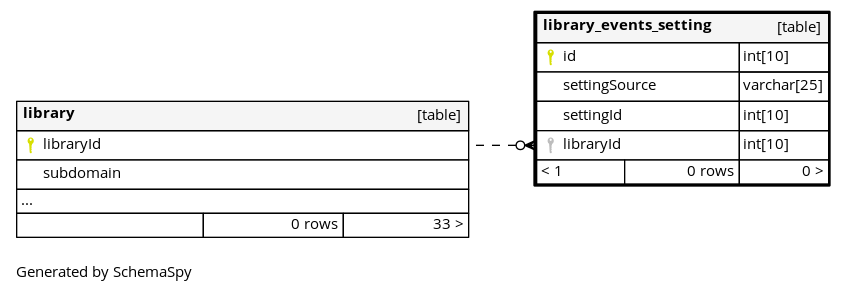 library_events_setting [table]
id int[10]
settingSource varchar[25]
settingId int[10]
libraryId int[10]
< 1 0 rows 0 >
library [table]
libraryId
subdomain
...
0 rows 33 >
Generated by SchemaSpy